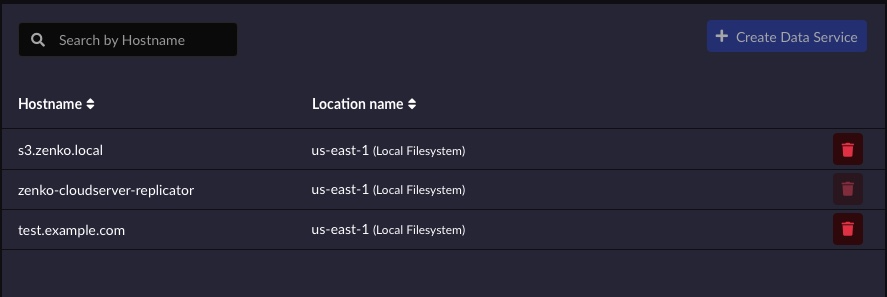 Search by Hostname
Create Data Service
Hostname Location name
s3.zenko.local us-east-1 (Local Filesystem)
zenko-cloudserver-replicator us-east-1 (Local Filesystem)
test.example.com us-east-1 (Local Filesystem)